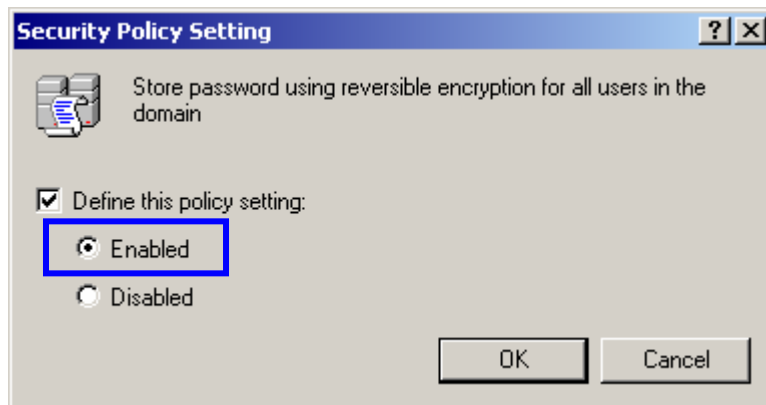 Security Policy Setting
Store password using reversible encryption for all users in the
domain
Define this policy setting:
Enabled
Disabled
OK Cancel